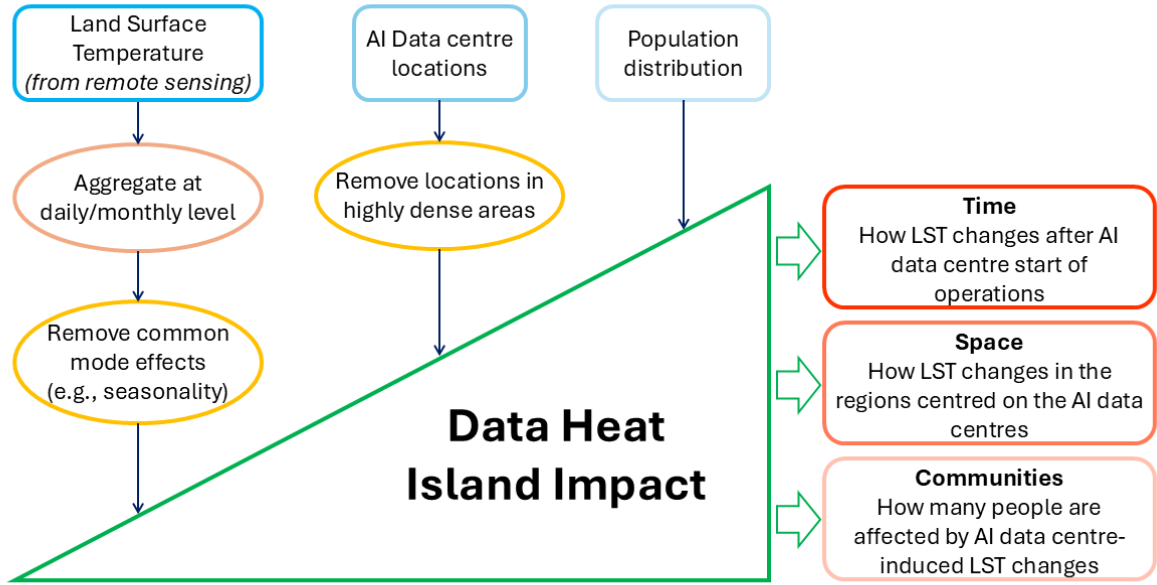 Land Surface
Temperature
(from remote sensing)
AI Data centre
locations
Population
distribution
Aggregate at
daily/monthly level
Remove locations in
highly dense areas
Remove common
mode effects
(e.g., seasonality)
Data Heat
Island Impact
Time
How LST changes after AI
data centre start of
operations
Space
How LST changes in the
regions centred on the AI data
centres
Communities
How many people are
affected by AI data centre-
induced LST changes